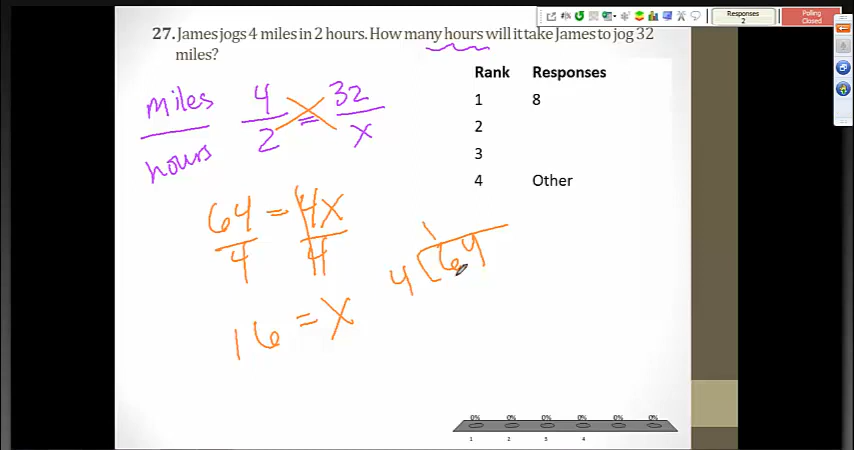 Responses
2
Polling
Closed
27. James jogs 4 miles in 2 hours. How many hours will it take James to jog 32
miles?
miles 4 32
hours 2 = x
Rank Responses
1 8
2
3
4 Other
64 = 4x
4 4
1
4 64
16 = x
0% 0% 0% 0% 0% 0%
1 2 3 4